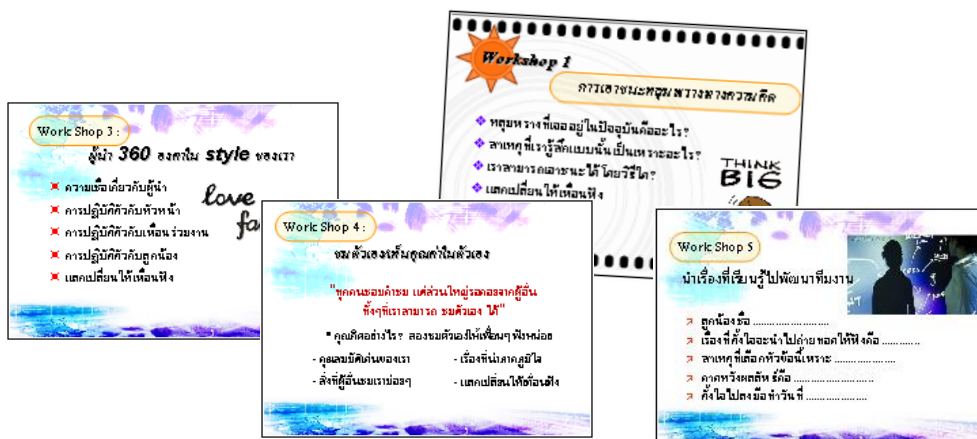 Workshop 1
การเอาชนะหลุมพรางทางความคิด
หลุมพรางที่เจออยู่ในปัจจุบันคืออะไร?
สาเหตุที่เรารู้สึกแบบนั้นเป็นเพราะอะไร?
เราสามารถเอาชนะได้โดยวิธีใด?
แลกเปลี่ยนให้เพื่อนฟัง
THINK
BIG
Work Shop 3 :
ผู้นำ 360 องศาใน style ของเรา
ความเชื่อเกี่ยวกับผู้นำ
การปฏิบัติตัวกับหัวหน้า
การปฏิบัติตัวกับเพื่อนร่วมงาน
การปฏิบัติตัวกับลูกน้อง
แลกเปลี่ยนให้เพื่อนฟัง
love
Work Shop 4 :
ชมตัวเองเห็นคุณค่าในตัวเอง
"ทุกคนชอบคำชม แต่ส่วนใหญ่รอคอยจากผู้อื่น
ทั้งๆที่เราสามารถ ชมตัวเอง ได้"
คุณคิดอย่างไร? ลองชมตัวเองให้เพื่อนๆ ฟังหน่อย
- คุณสมบัติเด่นของเรา
- เรื่องที่น่าภาคภูมิใจ
- สิ่งที่ผู้อื่นชมเราบ่อยๆ
- แลกเปลี่ยนให้เพื่อนฟัง
Work Shop 5
นำเรื่องที่เรียนรู้ไปพัฒนาทีมงาน
ลูกน้องชื่อ ........................
เรื่องที่ตั้งใจจะนำไปถ่ายทอดให้ฟังคือ ............
สาเหตุที่เลือกหัวข้อนี้เพราะ ...................
คาดหวังผลลัพธ์คือ .........................
ตั้งใจไปลงมือทำวันที่ ...................